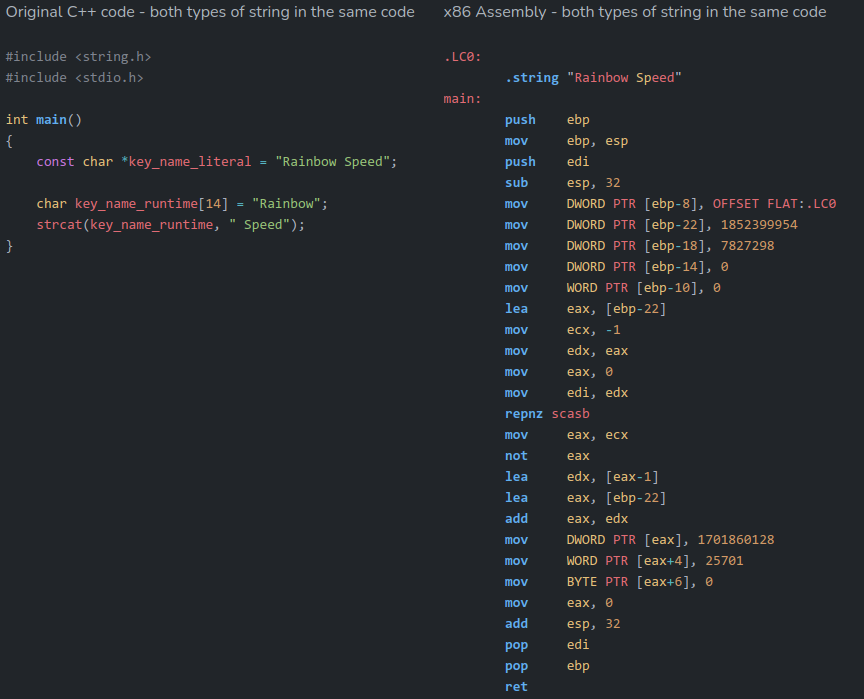 Original C++ code - both types of string in the same code
#include <string.h>
#include <stdio.h>
int main()
{
    const char *key_name_literal = "Rainbow Speed";
    char key_name_runtime[14] = "Rainbow";
    strcat(key_name_runtime, " Speed");
}
x86 Assembly - both types of string in the same code
.LC0:
        .string "Rainbow Speed"
main:
        push    ebp
        mov     ebp, esp
        push    edi
        sub     esp, 32
        mov     DWORD PTR [ebp-8], OFFSET FLAT:.LC0
        mov     DWORD PTR [ebp-22], 1852399954
        mov     DWORD PTR [ebp-18], 7827298
        mov     DWORD PTR [ebp-14], 0
        mov     WORD PTR [ebp-10], 0
        lea     eax, [ebp-22]
        mov     ecx, -1
        mov     edx, eax
        mov     eax, 0
        mov     edi, edx
        repnz scasb
        mov     eax, ecx
        not     eax
        lea     edx, [eax-1]
        lea     eax, [ebp-22]
        add     eax, edx
        mov     DWORD PTR [eax], 1701860128
        mov     WORD PTR [eax+4], 25701
        mov     BYTE PTR [eax+6], 0
        mov     eax, 0
        add     esp, 32
        pop     edi
        pop     ebp
        ret